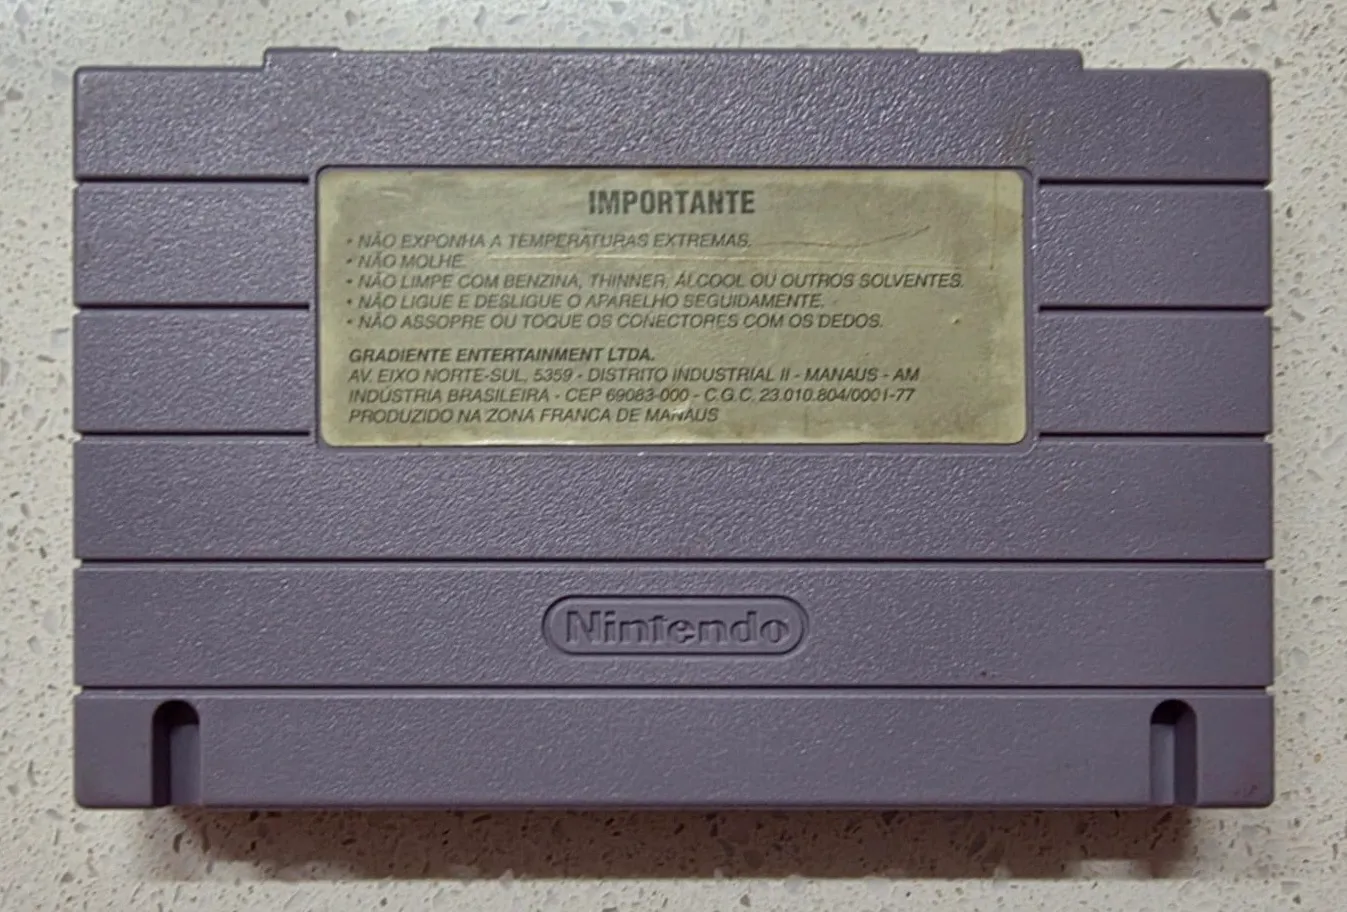 IMPORTANTE
• NÃO EXPONHA A TEMPERATURAS EXTREMAS.
• NÃO MOLHE.
• NÃO LIMPE COM BENZINA, THINNER, ÁLCOOL OU OUTROS SOLVENTES.
• NÃO LIGUE E DESLIGUE O APARELHO SEGUIDAMENTE.
• NÃO ASSOPRE OU TOQUE OS CONECTORES COM OS DEDOS.
GRADIENTE ENTERTAINMENT LTDA.
AV. EIXO NORTE-SUL, 5359 - DISTRITO INDUSTRIAL II - MANAUS - AM
INDÚSTRIA BRASILEIRA - CEP 69083-000 - C.G.C. 23.010.804/0001-77
PRODUZIDO NA ZONA FRANCA DE MANAUS
Nintendo